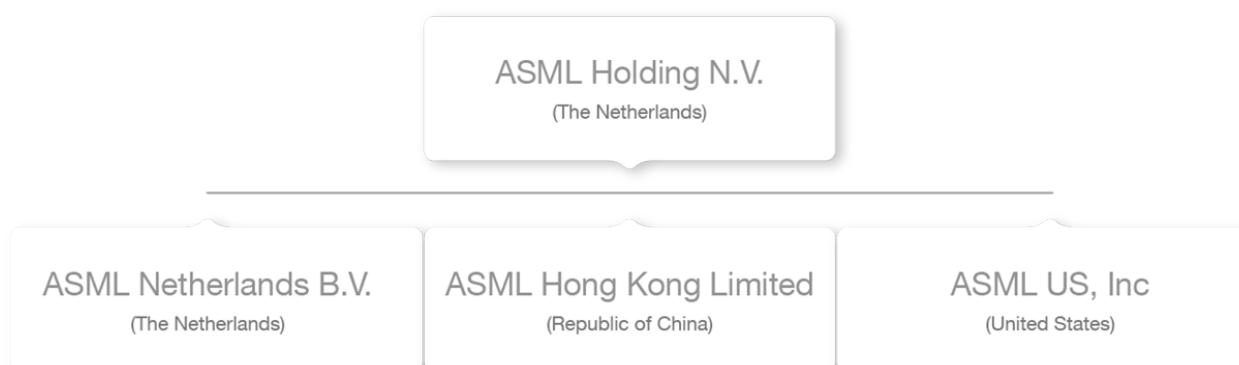 ASML Holding N.V.
(The Netherlands)
ASML Netherlands B.V.
(The Netherlands)
ASML Hong Kong Limited
(Republic of China)
ASML US, Inc
(United States)